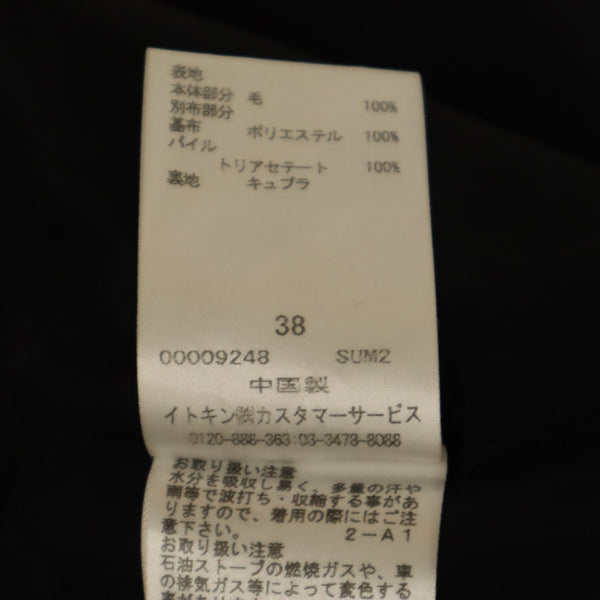 表地
本体部分 毛 100%
別布部分
基布 ポリエステル 100%
パイル
トリアセテート 100%
裏地 キュプラ
38
00009248 SUM2
中国製
イトキン㈱カスタマーサービス
0120-888-363:03-3478-8088
お取り扱い注意
水分を吸収し易く、多量の汗や
雨等で波打ち・収縮する事があ
りますので、着用の際にはご注
意下さい。 2-A1
お取り扱い注意
石油ストーブの燃焼ガスや、車
の排気ガス等によって変色する
事があります